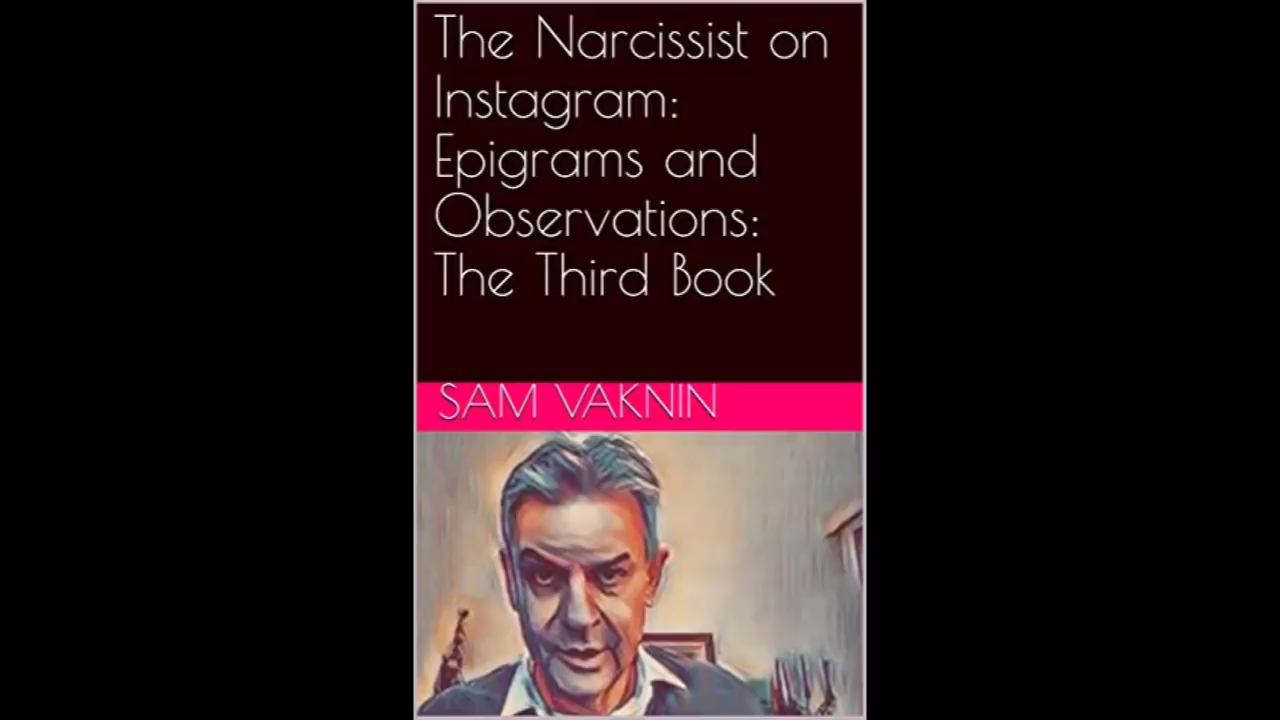 The Narcissist on
Instagram:
Epigrams and
Observations:
The Third Book
SAM VAKNIN